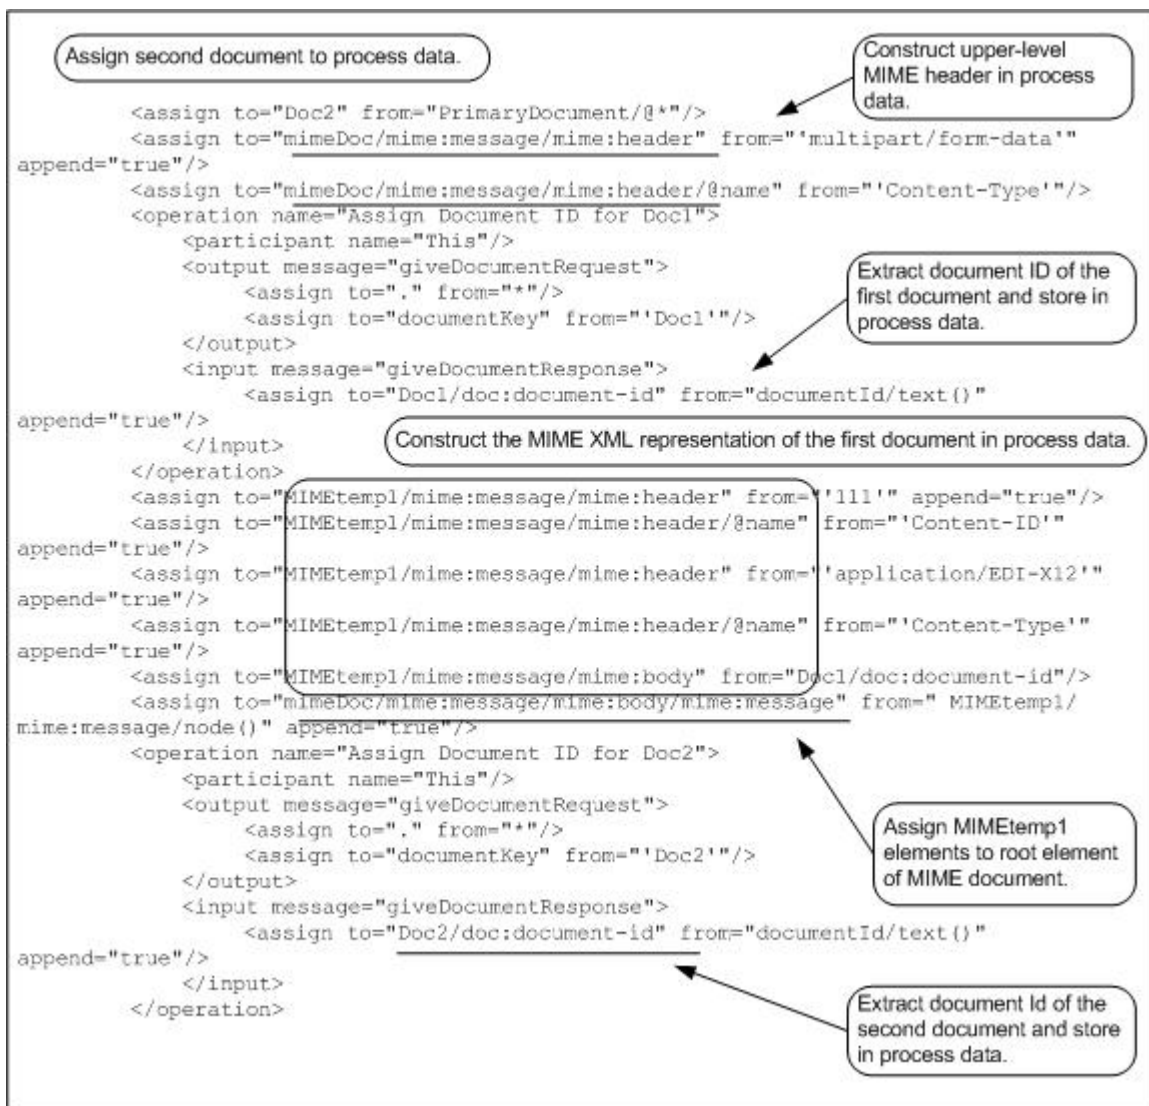 Assign second document to process data.
Construct upper-level
MIME header in process
data.
<assign to="Doc2" from="PrimaryDocument/@*"/>
<assign to="mimeDoc/mime:message/mime:header" from="'multipart/form-data'"
append="true"/>
<assign to="mimeDoc/mime:message/mime:header/@name" from="'Content-Type'"/>
<operation name="Assign Document ID for Doc1">
<participant name="This"/>
<output message="giveDocumentRequest">
<assign to="." from="*"/>
<assign to="documentKey" from="'Doc1'"/>
</output>
<input message="giveDocumentResponse">
<assign to="Doc1/doc:document-id" from="documentId/text()"
append="true"/>
</input>
</operation>
Extract document ID of the
first document and store in
process data.
Construct the MIME XML representation of the first document in process data.
<assign to="MIMEtemp1/mime:message/mime:header" from="'111'" append="true"/>
<assign to="MIMEtemp1/mime:message/mime:header/@name" from="'Content-ID'"
append="true"/>
<assign to="MIMEtemp1/mime:message/mime:header" from="'application/EDI-X12'"
append="true"/>
<assign to="MIMEtemp1/mime:message/mime:header/@name" from="'Content-Type'"
append="true"/>
<assign to="MIMEtemp1/mime:message/mime:body" from="Doc1/doc:document-id"/>
<assign to="mimeDoc/mime:message/mime:body/mime:message" from=" MIMEtemp1/
mime:message/node()" append="true"/>
<operation name="Assign Document ID for Doc2">
<participant name="This"/>
<output message="giveDocumentRequest">
<assign to="." from="*"/>
<assign to="documentKey" from="'Doc2'"/>
</output>
<input message="giveDocumentResponse">
<assign to="Doc2/doc:document-id" from="documentId/text()"
append="true"/>
</input>
</operation>
Assign MIMEtemp1
elements to root element
of MIME document.
Extract document Id of the
second document and store
in process data.